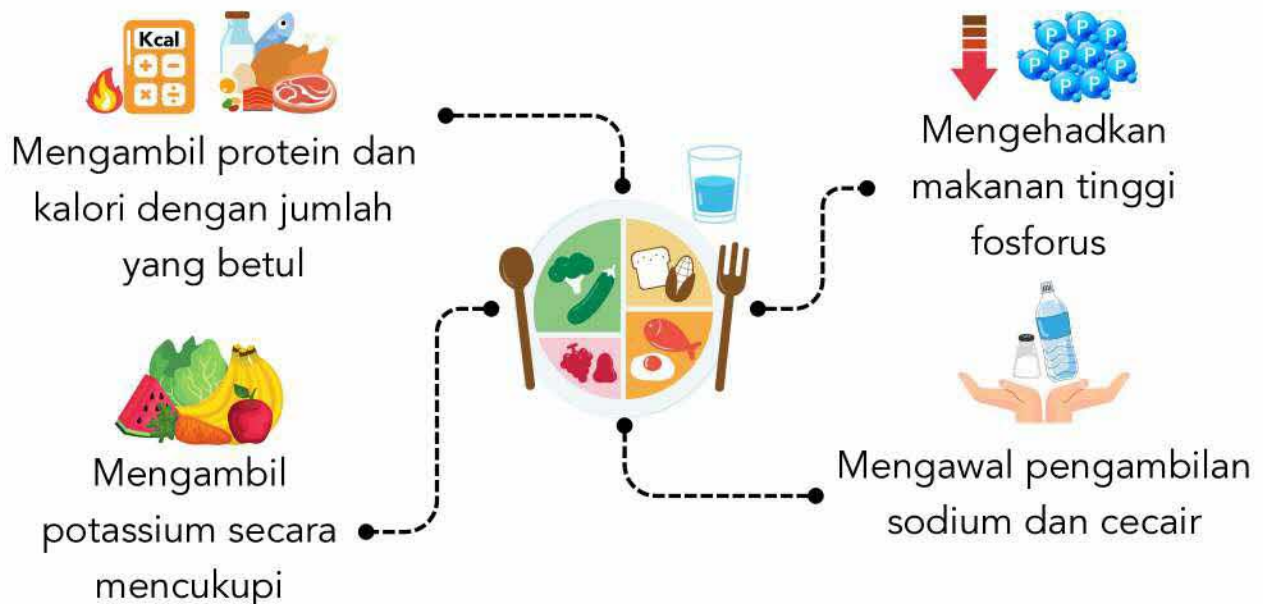 Kcal
Mengambil protein dan
kalori dengan jumlah
yang betul
P P P P P P P P P P
Mengehadkan
makanan tinggi
fosforus
Mengambil
potassium secara
mencukupi
Mengawal pengambilan
sodium dan cecair